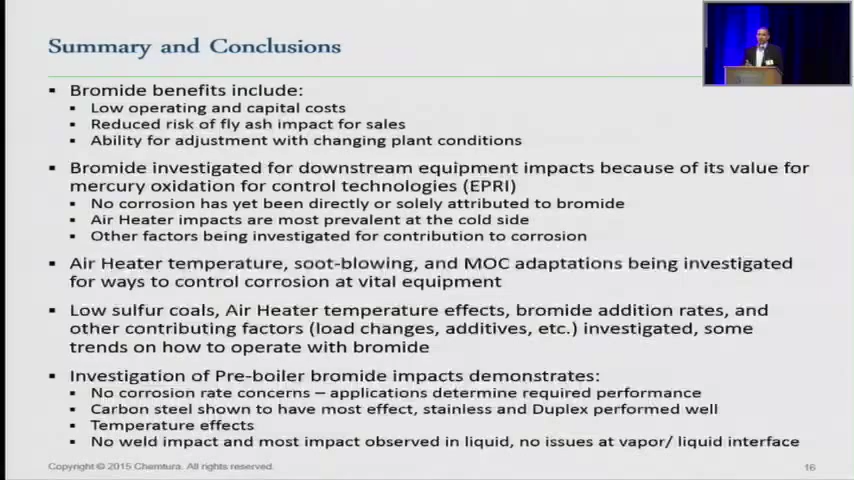 Summary and Conclusions
▪ Bromide benefits include:
▪ Low operating and capital costs
▪ Reduced risk of fly ash impact for sales
▪ Ability for adjustment with changing plant conditions
▪ Bromide investigated for downstream equipment impacts because of its value for
mercury oxidation for control technologies (EPRI)
▪ No corrosion has yet been directly or solely attributed to bromide
▪ Air Heater impacts are most prevalent at the cold side
▪ Other factors being investigated for contribution to corrosion
▪ Air Heater temperature, soot-blowing, and MOC adaptations being investigated
for ways to control corrosion at vital equipment
▪ Low sulfur coals, Air Heater temperature effects, bromide addition rates, and
other contributing factors (load changes, additives, etc.) investigated, some
trends on how to operate with bromide
▪ Investigation of Pre-boiler bromide impacts demonstrates:
▪ No corrosion rate concerns – applications determine required performance
▪ Carbon steel shown to have most effect, stainless and Duplex performed well
▪ Temperature effects
▪ No weld impact and most impact observed in liquid, no issues at vapor/ liquid interface
Copyright © 2015 Chemtura. All rights reserved.
16